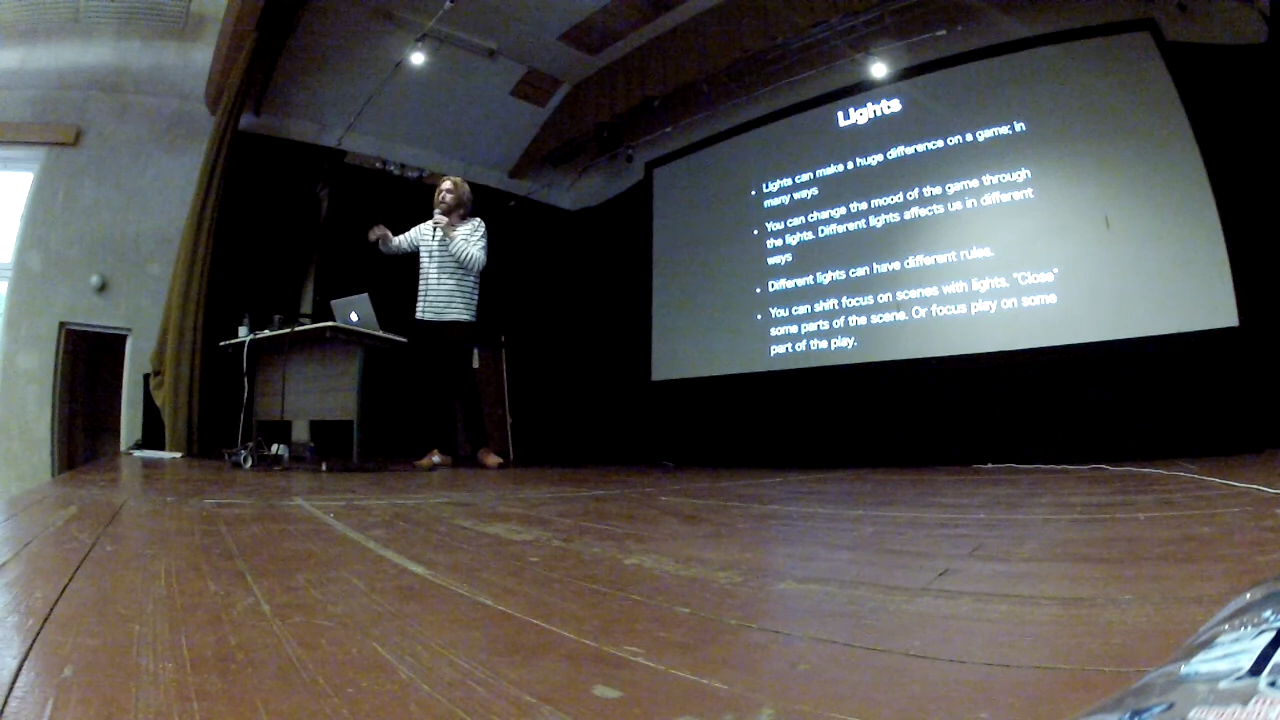 Lights
• Lights can make a huge difference on a game; in
many ways
• You can change the mood of the game through
the lights. Different lights affects us in different
ways
• Different lights can have different rules.
• You can shift focus on scenes with lights. "Close"
some parts of the scene. Or focus play on some
part of the play.